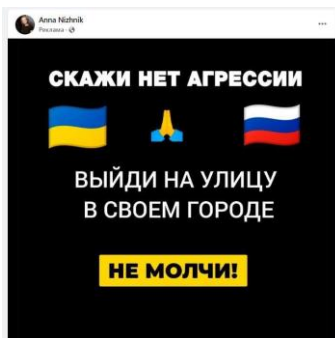 Anna Nizhnik
Реклама ·
СКАЖИ НЕТ АГРЕССИИ
ВЫЙДИ НА УЛИЦУ
В СВОЕМ ГОРОДЕ
НЕ МОЛЧИ!